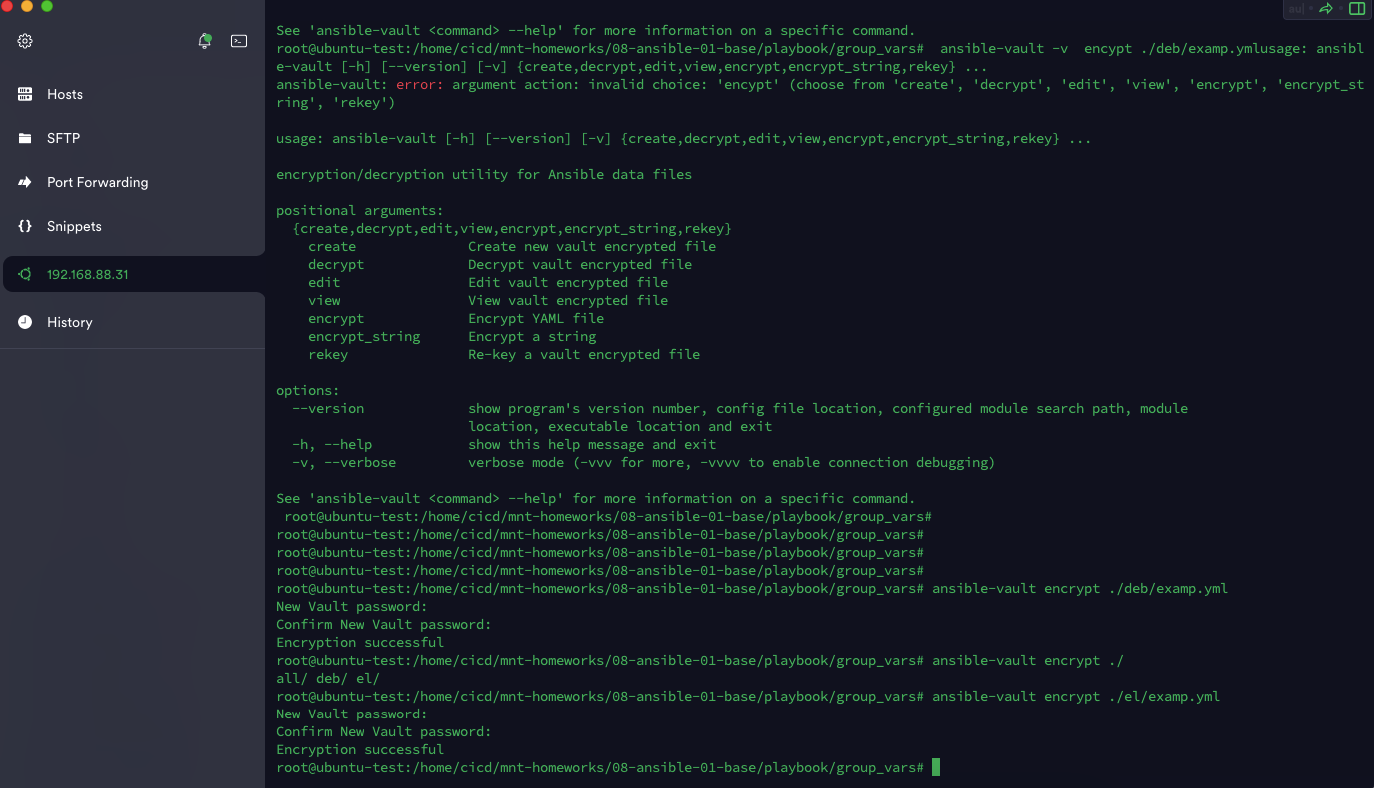 Hosts
SFTP
Port Forwarding
Snippets
192.168.88.31
History
See 'ansible-vault <command> --help' for more information on a specific command.
root@ubuntu-test:/home/cicd/mnt-homeworks/08-ansible-01-base/playbook/group_vars#  ansible-vault -v  encypt ./deb/examp.ymlusage: ansibl
e-vault [-h] [--version] [-v] {create,decrypt,edit,view,encrypt,encrypt_string,rekey} ...
ansible-vault: error: argument action: invalid choice: 'encypt' (choose from 'create', 'decrypt', 'edit', 'view', 'encrypt', 'encrypt_st
ring', 'rekey')
usage: ansible-vault [-h] [--version] [-v] {create,decrypt,edit,view,encrypt,encrypt_string,rekey} ...
encryption/decryption utility for Ansible data files
positional arguments:
{create,decrypt,edit,view,encrypt,encrypt_string,rekey}
create Create new vault encrypted file
decrypt Decrypt vault encrypted file
edit Edit vault encrypted file
view View vault encrypted file
encrypt Encrypt YAML file
encrypt_string Encrypt a string
rekey Re-key a vault encrypted file
options:
--version show program's version number, config file location, configured module search path, module
location, executable location and exit
-h, --help show this help message and exit
-v, --verbose verbose mode (-vvv for more, -vvvv to enable connection debugging)
See 'ansible-vault <command> --help' for more information on a specific command.
root@ubuntu-test:/home/cicd/mnt-homeworks/08-ansible-01-base/playbook/group_vars#
root@ubuntu-test:/home/cicd/mnt-homeworks/08-ansible-01-base/playbook/group_vars#
root@ubuntu-test:/home/cicd/mnt-homeworks/08-ansible-01-base/playbook/group_vars#
root@ubuntu-test:/home/cicd/mnt-homeworks/08-ansible-01-base/playbook/group_vars#
root@ubuntu-test:/home/cicd/mnt-homeworks/08-ansible-01-base/playbook/group_vars# ansible-vault encrypt ./deb/examp.yml
New Vault password:
Confirm New Vault password:
Encryption successful
root@ubuntu-test:/home/cicd/mnt-homeworks/08-ansible-01-base/playbook/group_vars# ansible-vault encrypt ./
all/ deb/ el/
root@ubuntu-test:/home/cicd/mnt-homeworks/08-ansible-01-base/playbook/group_vars# ansible-vault encrypt ./el/examp.yml
New Vault password:
Confirm New Vault password:
Encryption successful
root@ubuntu-test:/home/cicd/mnt-homeworks/08-ansible-01-base/playbook/group_vars#